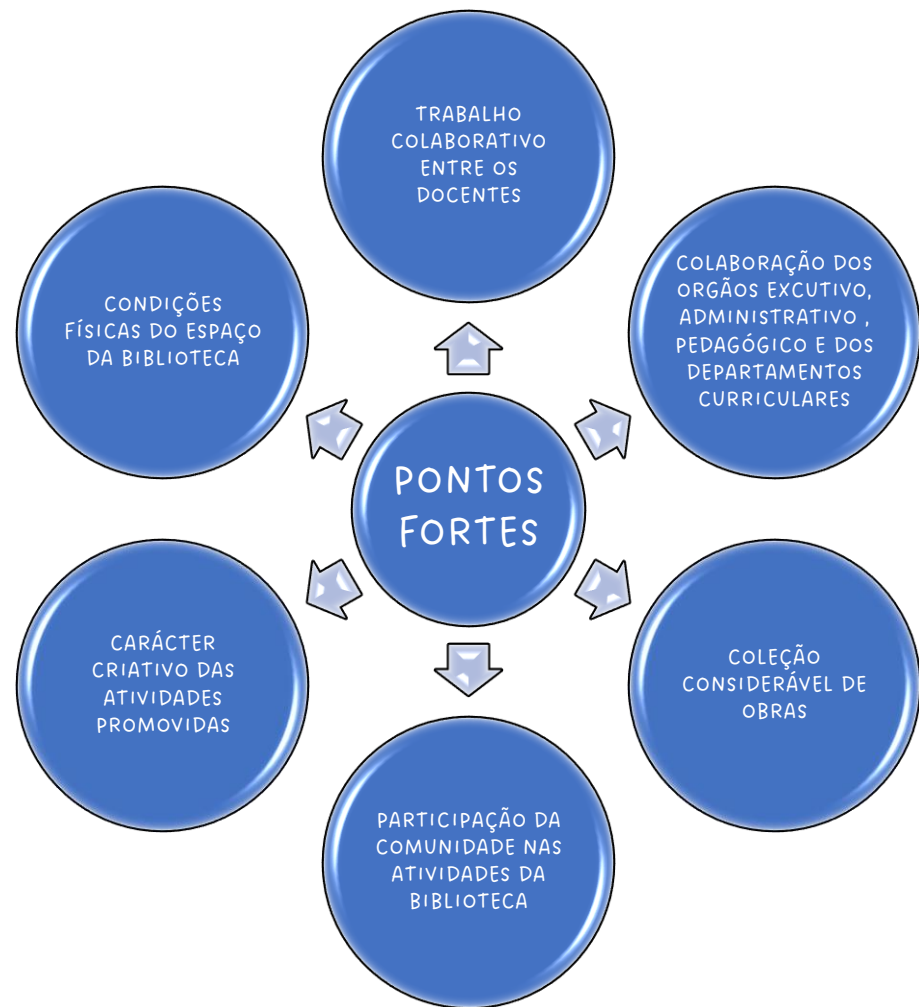 TRABALHO
COLABORATIVO
ENTRE OS
DOCENTES
COLABORAÇÃO DOS
ORGÃOS EXCUTIVO,
ADMINISTRATIVO ,
PEDAGÓGICO E DOS
DEPARTAMENTOS
CURRICULARES
COLEÇÃO
CONSIDERÁVEL DE
OBRAS
PARTICIPAÇÃO DA
COMUNIDADE NAS
ATIVIDADES DA
BIBLIOTECA
CARÁCTER
CRIATIVO DAS
ATIVIDADES
PROMOVIDAS
CONDIÇÕES
FÍSICAS DO ESPAÇO
DA BIBLIOTECA
PONTOS
FORTES